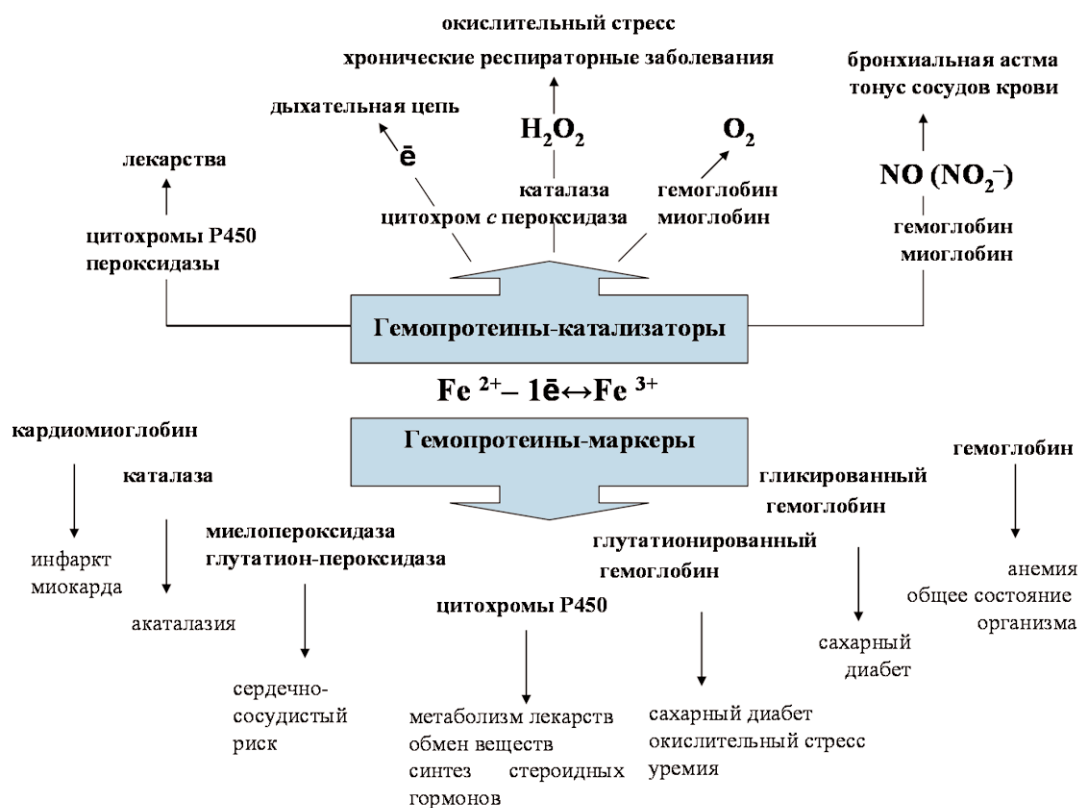 окислительный стресс
хронические респираторные заболевания
бронхиальная астма
тонус сосудов крови
дыхательная цепь
H₂O₂
O₂
ē
NO (NO₂⁻)
лекарства
каталаза
цитохром с пероксидаза
гемоглобин
миоглобин
гемоглобин
миоглобин
цитохромы P450
пероксидазы
Гемопротеины-катализаторы
Fe ²⁺– 1ē↔Fe ³⁺
Гемопротеины-маркеры
кардиомиоглобин
инфаркт
миокарда
каталаза
акаталазия
миелопероксидаза
глутатион-пероксидаза
сердечно-
сосудистый
риск
цитохромы P450
метаболизм лекарств
обмен веществ
синтез стероидных
гормонов
глутатионированный
гемоглобин
сахарный диабет
окислительный стресс
уремия
гликированный
гемоглобин
сахарный
диабет
гемоглобин
анемия
общее состояние
организма